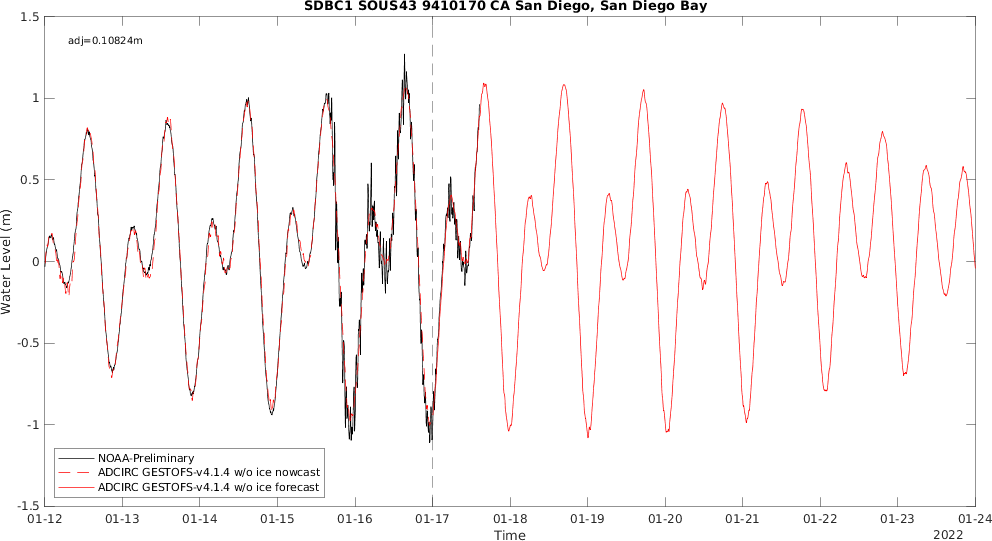 SDBC1 SOUS43 9410170 CA San Diego, San Diego Bay
adj=0.10824m
1.5
1
0.5
0
-0.5
-1
-1.5
Water Level (m)
NOAA-Preliminary
ADCIRC GESTOFS-v4.1.4 w/o ice nowcast
ADCIRC GESTOFS-v4.1.4 w/o ice forecast
01-12 01-13 01-14 01-15 01-16 01-17 01-18 01-19 01-20 01-21 01-22 01-23 01-24
Time
2022